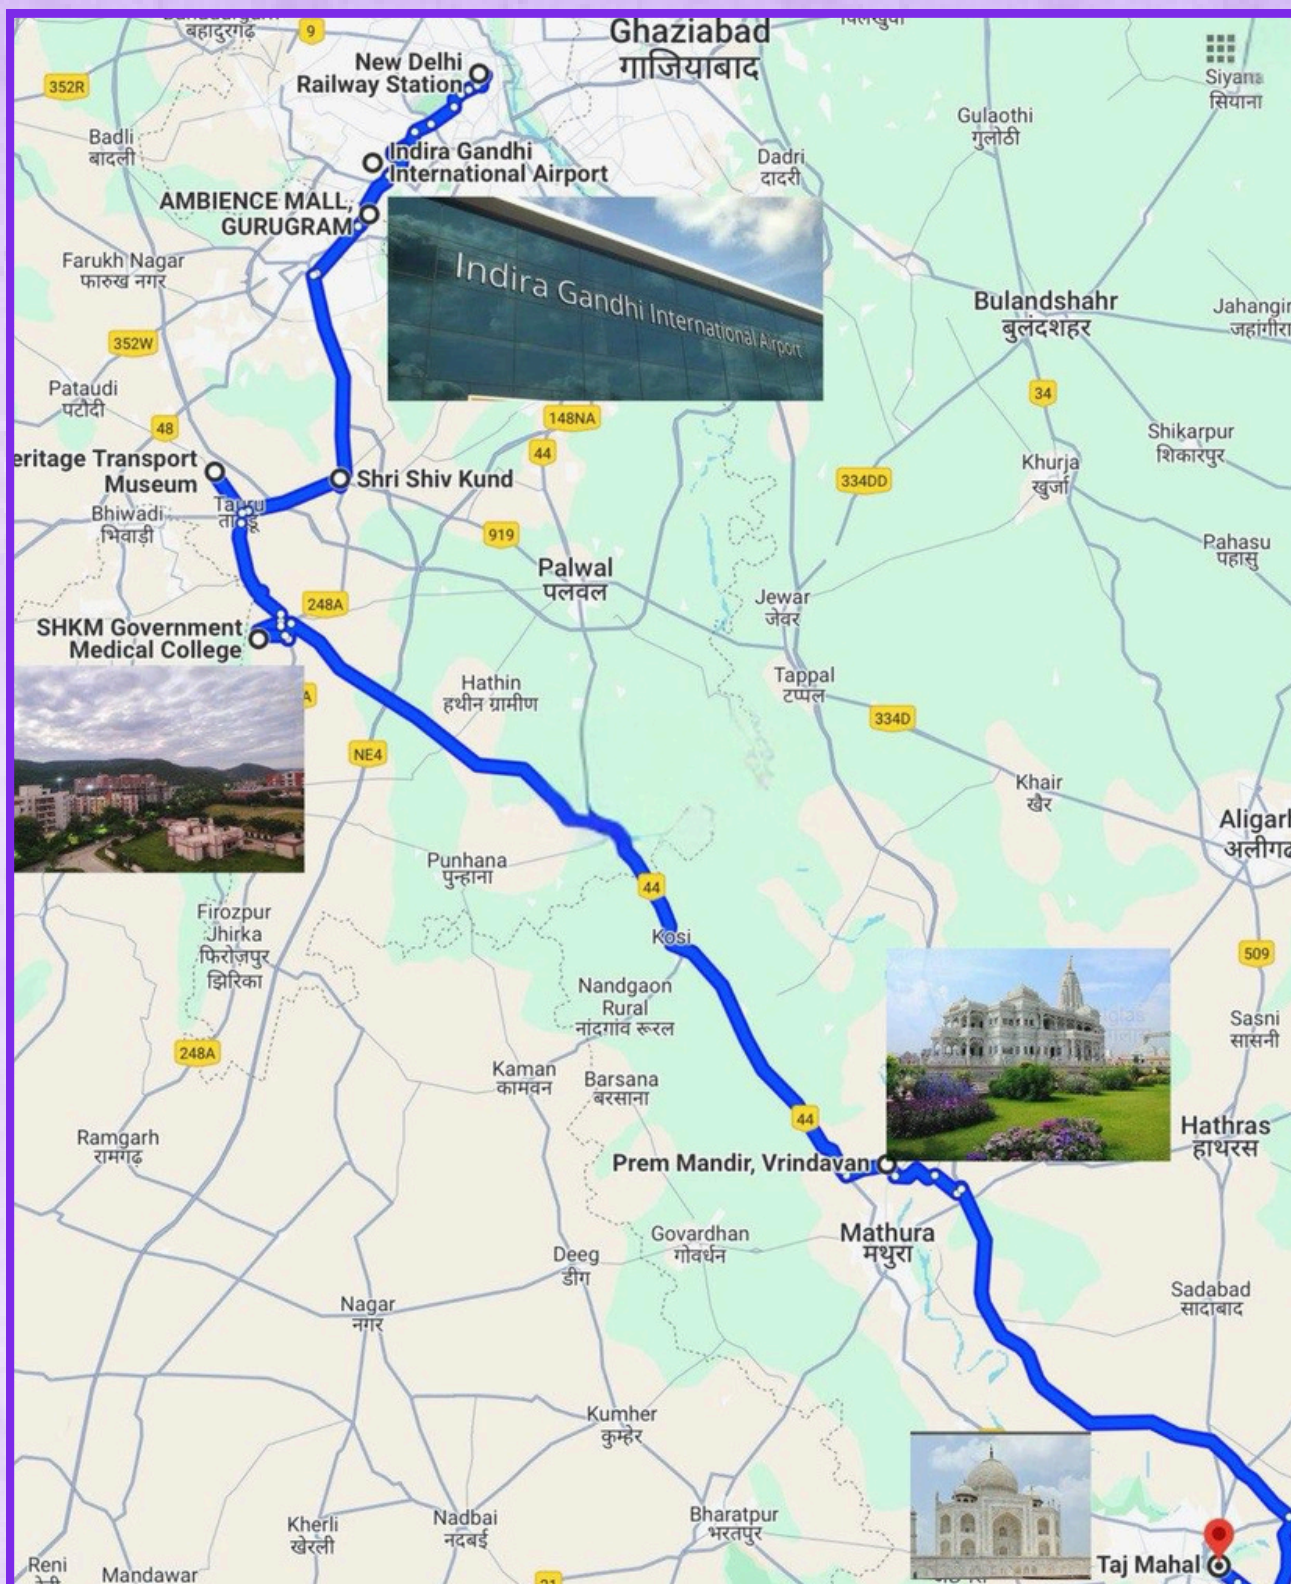 बहादुरगढ़
9
New Delhi
Railway Station
Ghaziabad
गाजियाबाद
352R
Siyana
सियाना
Badli
बादली
Gulaothi
गुलोठी
Indira Gandhi
International Airport
Dadri
दादरी
AMBIENCE MALL,
GURUGRAM
Farukh Nagar
फारुख नगर
Indira Gandhi International Airport
Bulandshahr
बुलंदशहर
Jahangir
जहांगीरा
352W
Pataudi
पटौदी
34
48
148NA
44
Shikarpur
शिकारपुर
eritage Transport
Museum
Shri Shiv Kund
Khurja
खुर्जा
334DD
Tauru
Bhiwadi
भिवाड़ी
919
Pahasu
पहासु
Palwal
पलवल
Jewar
जेवर
248A
SHKM Government
Medical College
Hathin
हथीन ग्रामीण
Tappal
टप्पल
A
334D
NE4
Khair
खैर
Aligarh
अलीगढ़
Punhana
पुन्हाना
44
Firozpur
Jhirka
फिरोज़पुर
झिरिका
Kosi
509
Nandgaon
Rural
नांदगांव रूरल
Sasni
सासनी
248A
Kaman
कामवन
Barsana
बरसाना
44
Ramgarh
रामगढ़
Hathras
हाथरस
Prem Mandir, Vrindavan
Mathura
मथुरा
Govardhan
गोवर्धन
Deeg
डीग
Sadabad
सादाबाद
Nagar
नगर
Kumher
कुम्हेर
Kherli
खेरली
Nadbai
नदबई
Bharatpur
भरतपुर
Reni
Mandawar
21
Taj Mahal